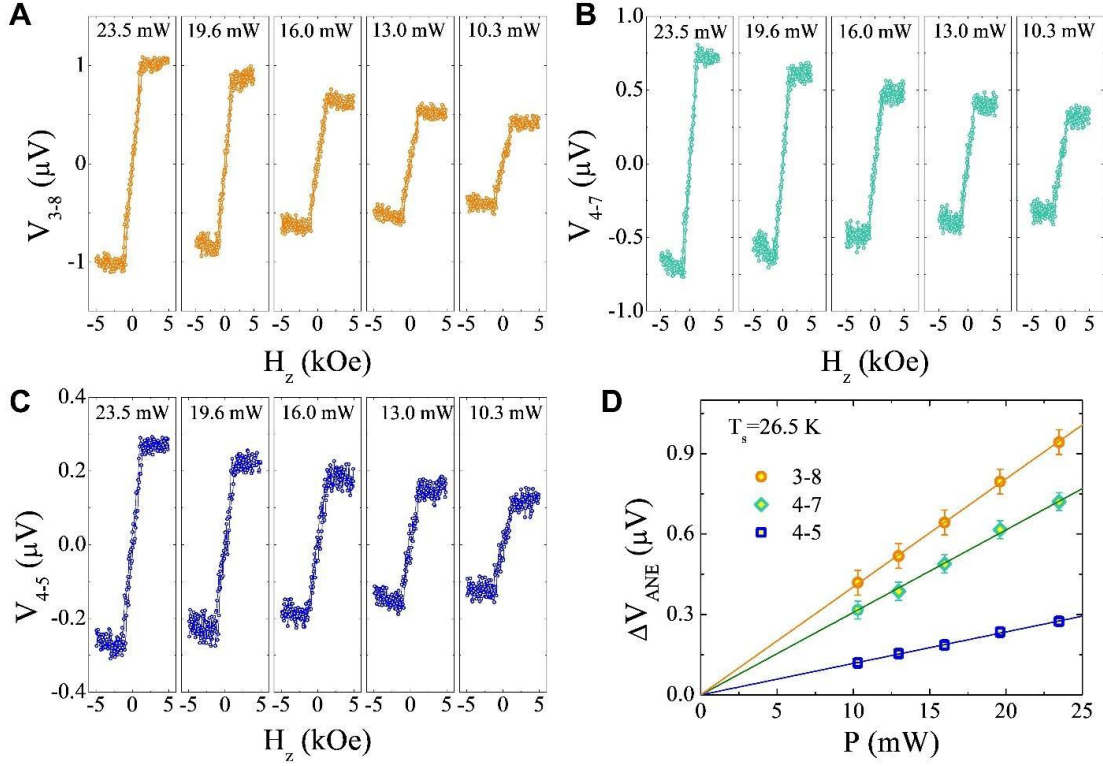 A
23.5 mW 19.6 mW 16.0 mW 13.0 mW 10.3 mW
1
0
-1
V3-8 (μV)
-5 0 5 -5 0 5 -5 0 5 -5 0 5 -5 0 5
Hz (kOe)
B
23.5 mW 19.6 mW 16.0 mW 13.0 mW 10.3 mW
1.0
0.5
0.0
-0.5
-1.0
V4-7 (μV)
-5 0 5 -5 0 5 -5 0 5 -5 0 5 -5 0 5
Hz (kOe)
C
23.5 mW 19.6 mW 16.0 mW 13.0 mW 10.3 mW
0.4
0.2
0.0
-0.2
-0.4
V4-5 (μV)
-5 0 5 -5 0 5 -5 0 5 -5 0 5 -5 0 5
Hz (kOe)
D
Ts=26.5 K
3-8
4-7
4-5
0.9
0.6
0.3
0.0
ΔVANE (μV)
0 5 10 15 20 25
P (mW)